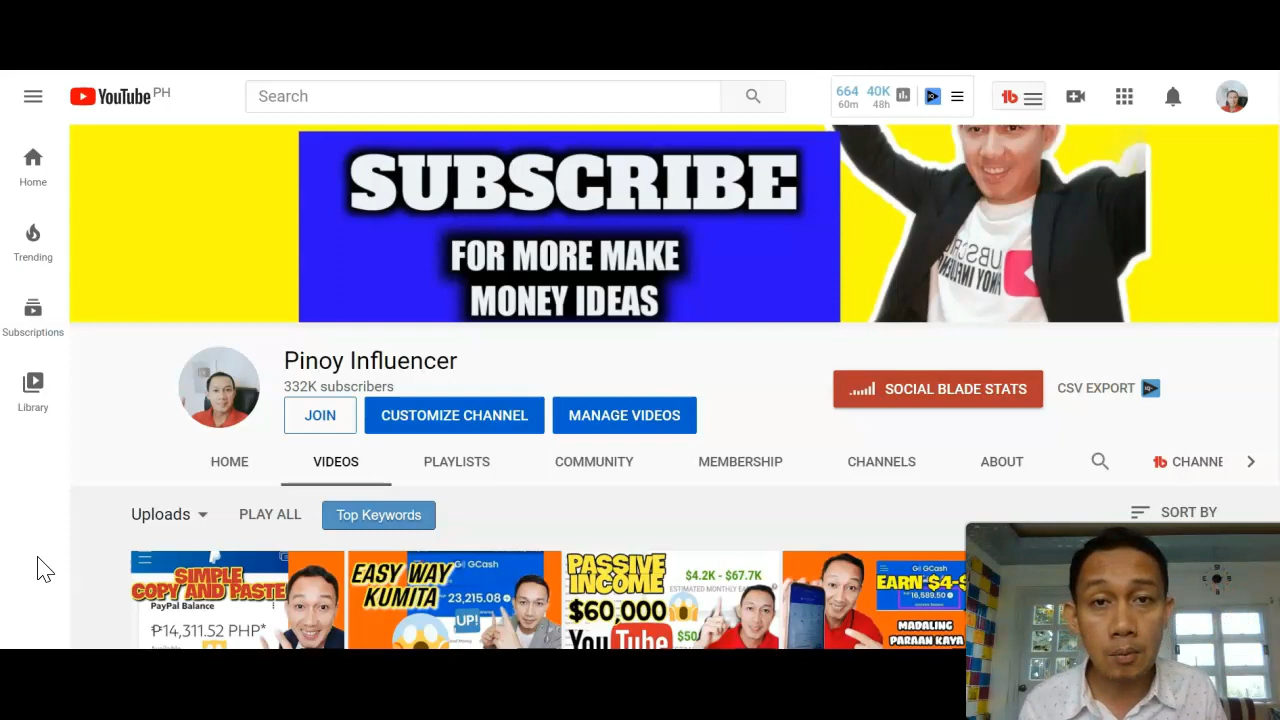 YouTube PH
Search
664 40K
60m 48h
SUBSCRIBE
FOR MORE MAKE
MONEY IDEAS
Home
Trending
Subscriptions
Library
Pinoy Influencer
332K subscribers
JOIN
CUSTOMIZE CHANNEL
MANAGE VIDEOS
SOCIAL BLADE STATS
CSV EXPORT
HOME
VIDEOS
PLAYLISTS
COMMUNITY
MEMBERSHIP
CHANNELS
ABOUT
CHANNE
Uploads
PLAY ALL
Top Keywords
SORT BY
SIMPLE
COPY AND PASTE
PayPal Balance
₱14,311.52 PHP*
EASY WAY
KUMITA
GCash
23,215.08
UP!
PASSIVE
INCOME
$60,000
YouTube
$4.2K - $67.7K
ESTIMATED MONTHLY
GCash
16,589.50
EARN $4-
MADALING
PARAAN KAYA